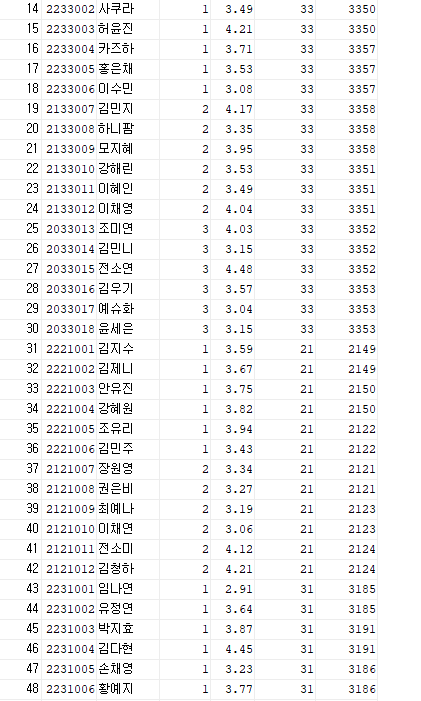 14 2233002 사쿠라 1 3.49 33 3350
15 2233003 허윤진 1 4.21 33 3350
16 2233004 카즈하 1 3.71 33 3357
17 2233005 홍은채 1 3.53 33 3357
18 2233006 이수민 1 3.08 33 3357
19 2133007 김민지 2 4.17 33 3358
20 2133008 하니팜 2 3.35 33 3358
21 2133009 모지혜 2 3.95 33 3358
22 2133010 강해린 2 3.53 33 3351
23 2133011 이혜인 2 3.49 33 3351
24 2133012 이채영 2 4.04 33 3351
25 2033013 조미연 3 4.03 33 3352
26 2033014 김민니 3 3.15 33 3352
27 2033015 전소연 3 4.48 33 3352
28 2033016 김우기 3 3.57 33 3353
29 2033017 예슈화 3 3.04 33 3353
30 2033018 윤세은 3 3.15 33 3353
31 2221001 김지수 1 3.59 21 2149
32 2221002 김제니 1 3.67 21 2149
33 2221003 안유진 1 3.75 21 2150
34 2221004 강혜원 1 3.82 21 2150
35 2221005 조유리 1 3.94 21 2122
36 2221006 김민주 1 3.43 21 2122
37 2121007 장원영 2 3.34 21 2121
38 2121008 권은비 2 3.27 21 2121
39 2121009 최예나 2 3.19 21 2123
40 2121010 이채연 2 3.06 21 2123
41 2121011 전소미 2 4.12 21 2124
42 2121012 김청하 2 4.21 21 2124
43 2231001 임나연 1 2.91 31 3185
44 2231002 유정연 1 3.64 31 3185
45 2231003 박지효 1 3.87 31 3191
46 2231004 김다현 1 4.45 31 3191
47 2231005 손채영 1 3.23 31 3186
48 2231006 황예지 1 3.77 31 3186